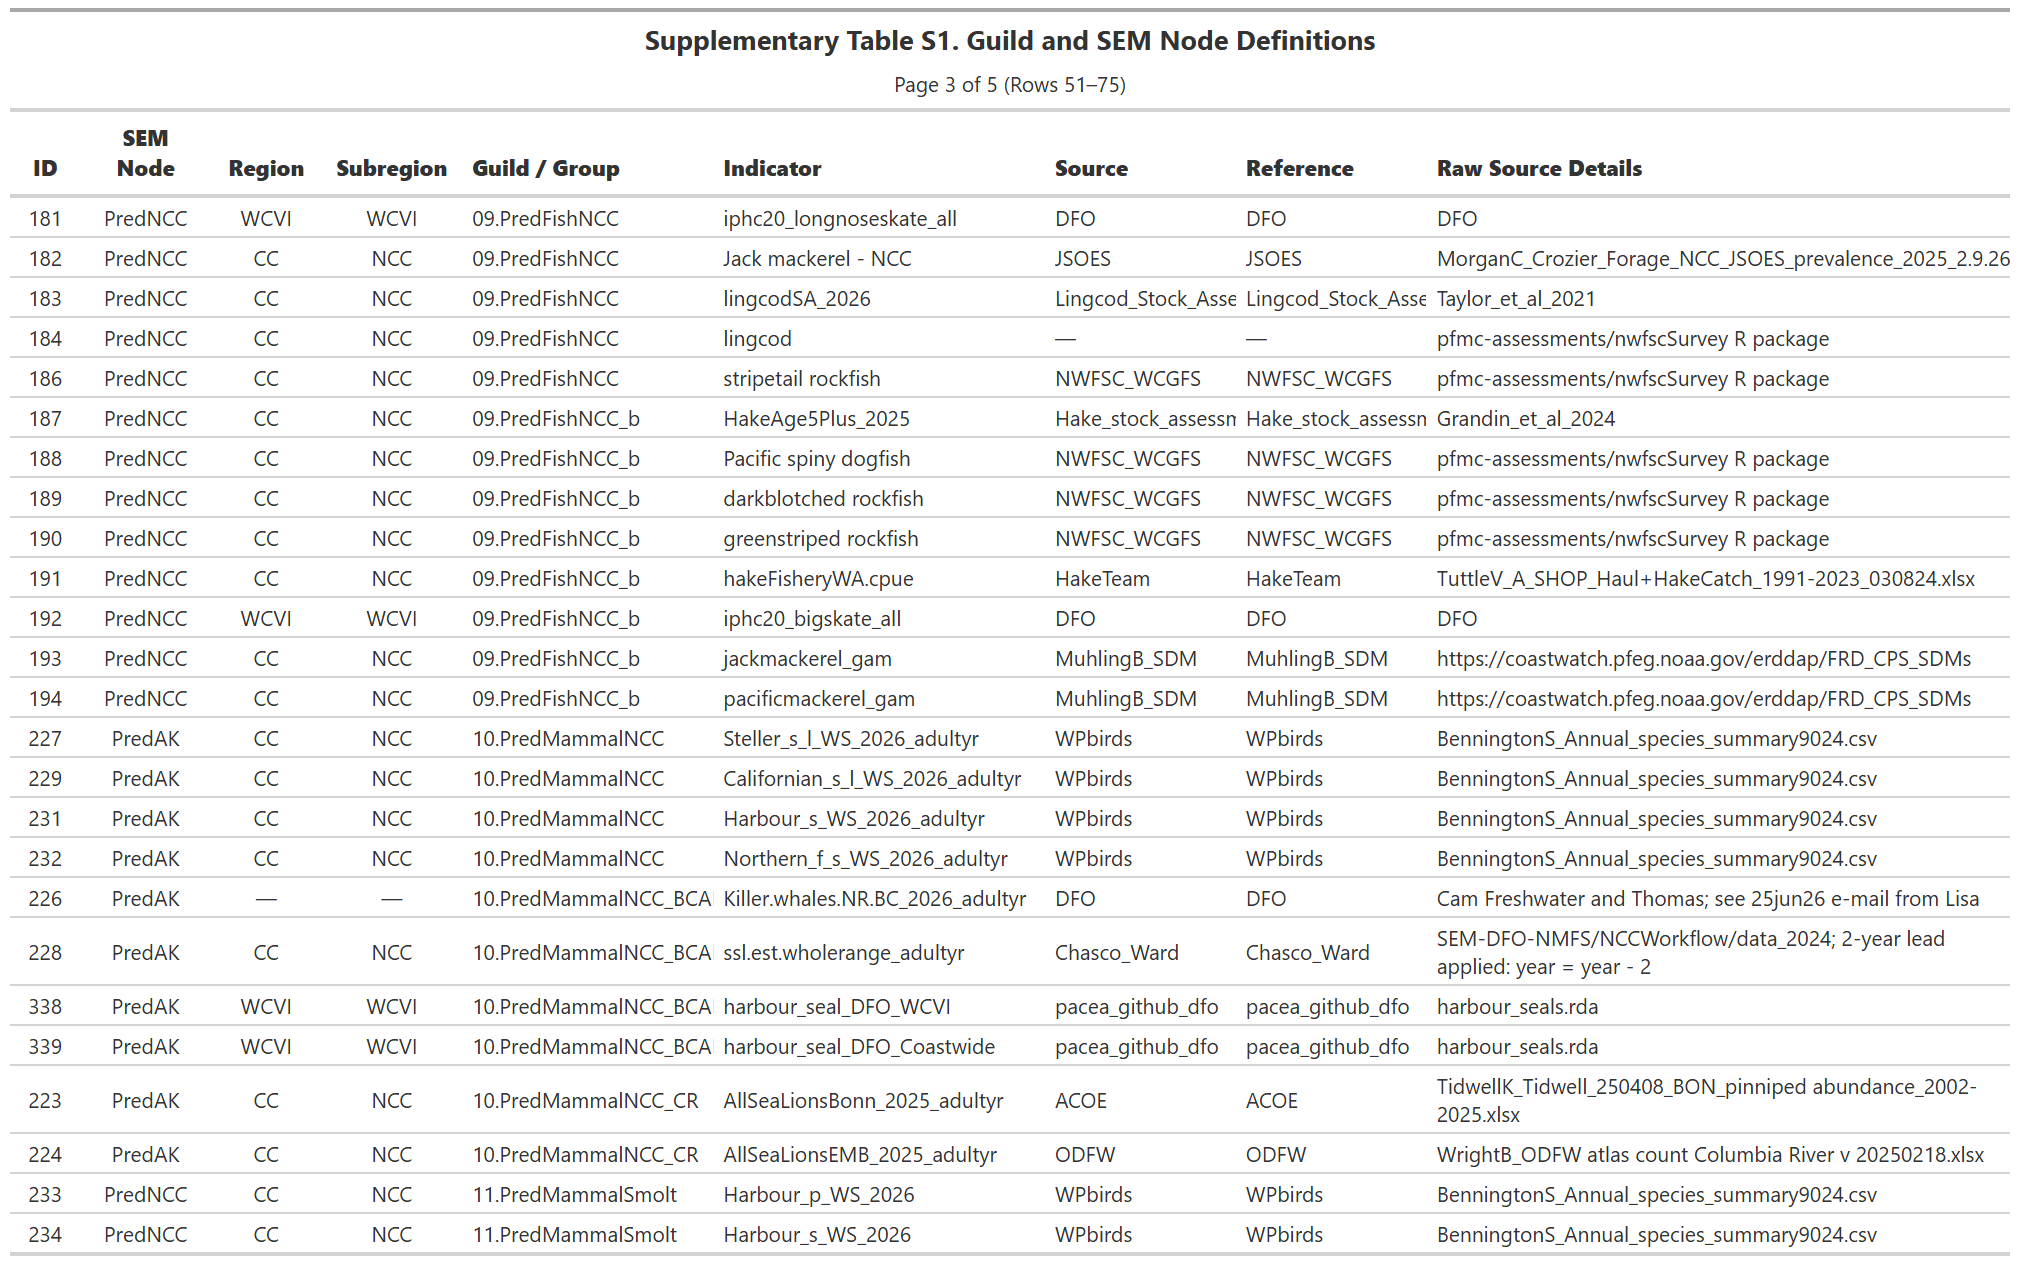 Supplementary Table S1. Guild and SEM Node Definitions
Page 3 of 5 (Rows 51–75)
ID SEM Node Region Subregion Guild / Group Indicator Source Reference Raw Source Details
181 PredNCC WCVI WCVI 09.PredFishNCC iphc20_longnoseskate_all DFO DFO DFO
182 PredNCC CC NCC 09.PredFishNCC Jack mackerel - NCC JSOES JSOES MorganC_Crozier_Forage_NCC_JSOES_prevalence_2025_2.9.26
183 PredNCC CC NCC 09.PredFishNCC lingcodSA_2026 Lingcod_Stock_Asse Lingcod_Stock_Asse Taylor_et_al_2021
184 PredNCC CC NCC 09.PredFishNCC lingcod — — pfmc-assessments/nwfscSurvey R package
186 PredNCC CC NCC 09.PredFishNCC stripetail rockfish NWFSC_WCGFS NWFSC_WCGFS pfmc-assessments/nwfscSurvey R package
187 PredNCC CC NCC 09.PredFishNCC_b HakeAge5Plus_2025 Hake_stock_assessm Hake_stock_assessm Grandin_et_al_2024
188 PredNCC CC NCC 09.PredFishNCC_b Pacific spiny dogfish NWFSC_WCGFS NWFSC_WCGFS pfmc-assessments/nwfscSurvey R package
189 PredNCC CC NCC 09.PredFishNCC_b darkblotched rockfish NWFSC_WCGFS NWFSC_WCGFS pfmc-assessments/nwfscSurvey R package
190 PredNCC CC NCC 09.PredFishNCC_b greenstriped rockfish NWFSC_WCGFS NWFSC_WCGFS pfmc-assessments/nwfscSurvey R package
191 PredNCC CC NCC 09.PredFishNCC_b hakeFisheryWA.cpue HakeTeam HakeTeam TuttleV_A_SHOP_Haul+HakeCatch_1991-2023_030824.xlsx
192 PredNCC WCVI WCVI 09.PredFishNCC_b iphc20_bigskate_all DFO DFO DFO
193 PredNCC CC NCC 09.PredFishNCC_b jackmackerel_gam MuhlingB_SDM MuhlingB_SDM https://coastwatch.pfeg.noaa.gov/erddap/FRD_CPS_SDMs
194 PredNCC CC NCC 09.PredFishNCC_b pacificmackerel_gam MuhlingB_SDM MuhlingB_SDM https://coastwatch.pfeg.noaa.gov/erddap/FRD_CPS_SDMs
227 PredAK CC NCC 10.PredMammalNCC Steller_s_l_WS_2026_adultyr WPbirds WPbirds BenningtonS_Annual_species_summary9024.csv
229 PredAK CC NCC 10.PredMammalNCC Californian_s_l_WS_2026_adultyr WPbirds WPbirds BenningtonS_Annual_species_summary9024.csv
231 PredAK CC NCC 10.PredMammalNCC Harbour_s_WS_2026_adultyr WPbirds WPbirds BenningtonS_Annual_species_summary9024.csv
232 PredAK CC NCC 10.PredMammalNCC Northern_f_s_WS_2026_adultyr WPbirds WPbirds BenningtonS_Annual_species_summary9024.csv
226 PredAK — — 10.PredMammalNCC_BCA Killer.whales.NR.BC_2026_adultyr DFO DFO Cam Freshwater and Thomas; see 25jun26 e-mail from Lisa
228 PredAK CC NCC 10.PredMammalNCC_BCA ssl.est.wholerange_adultyr Chasco_Ward Chasco_Ward SEM-DFO-NMFS/NCCWorkflow/data_2024; 2-year lead
applied: year = year - 2
338 PredAK WCVI WCVI 10.PredMammalNCC_BCA harbour_seal_DFO_WCVI pacea_github_dfo pacea_github_dfo harbour_seals.rda
339 PredAK WCVI WCVI 10.PredMammalNCC_BCA harbour_seal_DFO_Coastwide pacea_github_dfo pacea_github_dfo harbour_seals.rda
223 PredAK CC NCC 10.PredMammalNCC_CR AllSeaLionsBonn_2025_adultyr ACOE ACOE TidwellK_Tidwell_250408_BON_pinniped abundance_2002-
2025.xlsx
224 PredAK CC NCC 10.PredMammalNCC_CR AllSeaLionsEMB_2025_adultyr ODFW ODFW WrightB_ODFW atlas count Columbia River v 20250218.xlsx
233 PredNCC CC NCC 11.PredMammalSmolt Harbour_p_WS_2026 WPbirds WPbirds BenningtonS_Annual_species_summary9024.csv
234 PredNCC CC NCC 11.PredMammalSmolt Harbour_s_WS_2026 WPbirds WPbirds BenningtonS_Annual_species_summary9024.csv